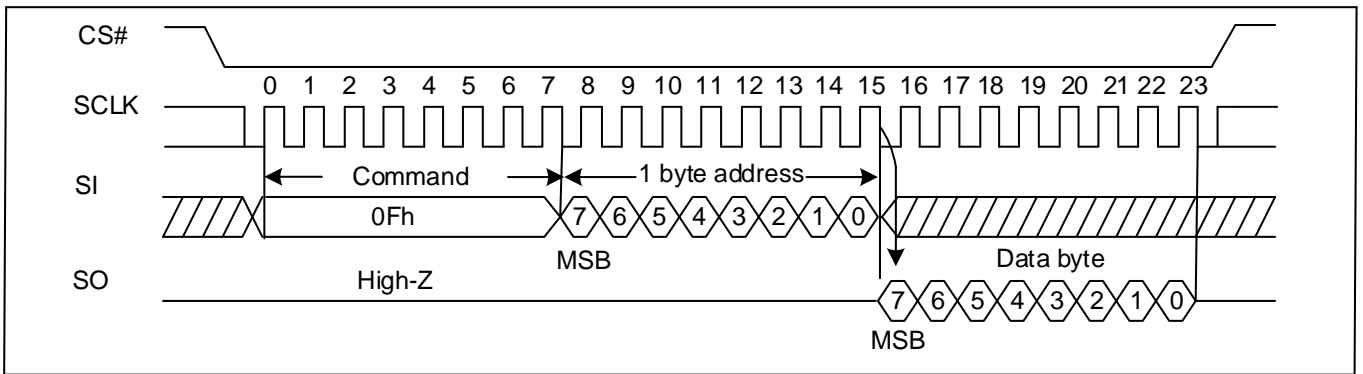 CS#
0 1 2 3 4 5 6 7 8 9 10 11 12 13 14 15 16 17 18 19 20 21 22 23
SCLK
Command 1 byte address
SI
0Fh 7 6 5 4 3 2 1 0
MSB Data byte
SO High-Z
7 6 5 4 3 2 1 0
MSB